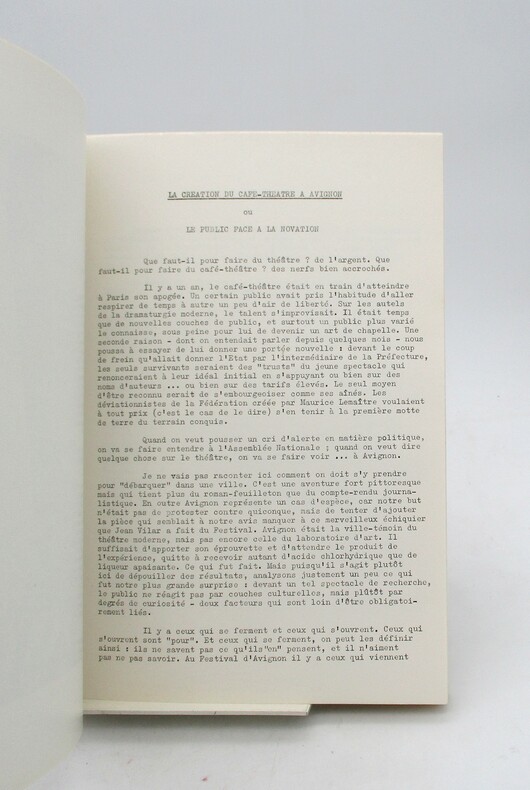 LA CREATION DU CAFE-THEATRE A AVIGNON
ou
LE PUBLIC FACE A LA NOVATION
Que faut-il pour faire du théâtre ? de l'argent. Que
faut-il pour faire du café-théâtre ? des nerfs bien accrochés.
Il y a un an, le café-théâtre était en train d'atteindre
à Paris son apogée. Un certain public avait pris l'habitude d'aller
respirer de temps à autre un peu d'air de liberté. Sur les autels
de la dramaturgie moderne, le talent s'improvisait. Il était temps
que de nouvelles couches de public, et surtout un public plus varié
le connaisse, sous peine pour lui de devenir un art de chapelle. Une
seconde raison - dont on entendait parler depuis quelques mois - nous
poussa à essayer de lui donner une portée nouvelle : devant le coup
de frein qu'allait donner l'Etat par l'intermédiaire de la Préfecture,
les seuls survivants seraient des "trusts" du jeune spectacle qui
renonceraient à leur idéal initial en s'appuyant ou bien sur des
noms d'auteurs ... ou bien sur des tarifs élevés. Le seul moyen
d'être reconnu serait de s'embourgeoiser comme ses aînés. Les
déviationnistes de la Fédération créée par Maurice Lemaître voulaient
à tout prix (c'est le cas de le dire) s'en tenir à la première motte
de terre du terrain conquis.
Quand on veut pousser un cri d'alerte en matière politique,
on va se faire entendre à l'Assemblée Nationale ; quand on veut dire
quelque chose sur le théâtre, on va se faire voir ... à Avignon.
Je ne vais pas raconter ici comment on doit s'y prendre
pour "débarquer" dans une ville. C'est une aventure fort pittoresque
mais qui tient plus du roman-feuilleton que du compte-rendu journa-
listique. En outre Avignon représente un cas d'espèce, car notre but
n'était pas de protester contre quiconque, mais de tenter d'ajouter
la pièce qui semblait à notre avis manquer à ce merveilleux échiquier
que Jean Vilar a fait du Festival. Avignon était la ville-témoin du
théâtre moderne, mais pas encore celle du laboratoire d'art. Il
suffisait d'apporter son éprouvette et d'attendre le produit de
l'expérience, quitte à recevoir autant d'acide chlorhydrique que de
liqueur apaisante. Ce qui fut fait. Mais puisqu'il s'agit plutôt
ici de dépouiller des résultats, analysons justement un peu ce qui
fut notre plus grande surprise : devant un tel spectacle de recherche,
le public ne réagit pas par couches culturelles, mais plûtôt par
degrés de curiosité - deux facteurs qui sont loin d'être obligatoi-
rement liés.
Il y a ceux qui se ferment et ceux qui s'ouvrent. Ceux qui
s'ouvrent sont "pour". Et ceux qui se ferment, on peut les définir
ainsi : ils ne savent pas ce qu'ils "en" pensent, et il n'aiment
pas ne pas savoir. Au Festival d'Avignon il y a ceux qui viennent